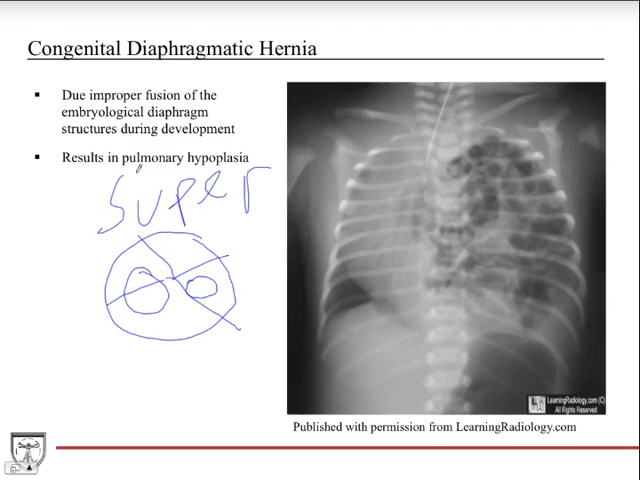 Congenital Diaphragmatic Hernia
▪ Due improper fusion of the
embryological diaphragm
structures during development
▪ Results in pulmonary hypoplasia
SUPER
LearningRadiology.com (C)
All Rights Reserved
Published with permission from LearningRadiology.com